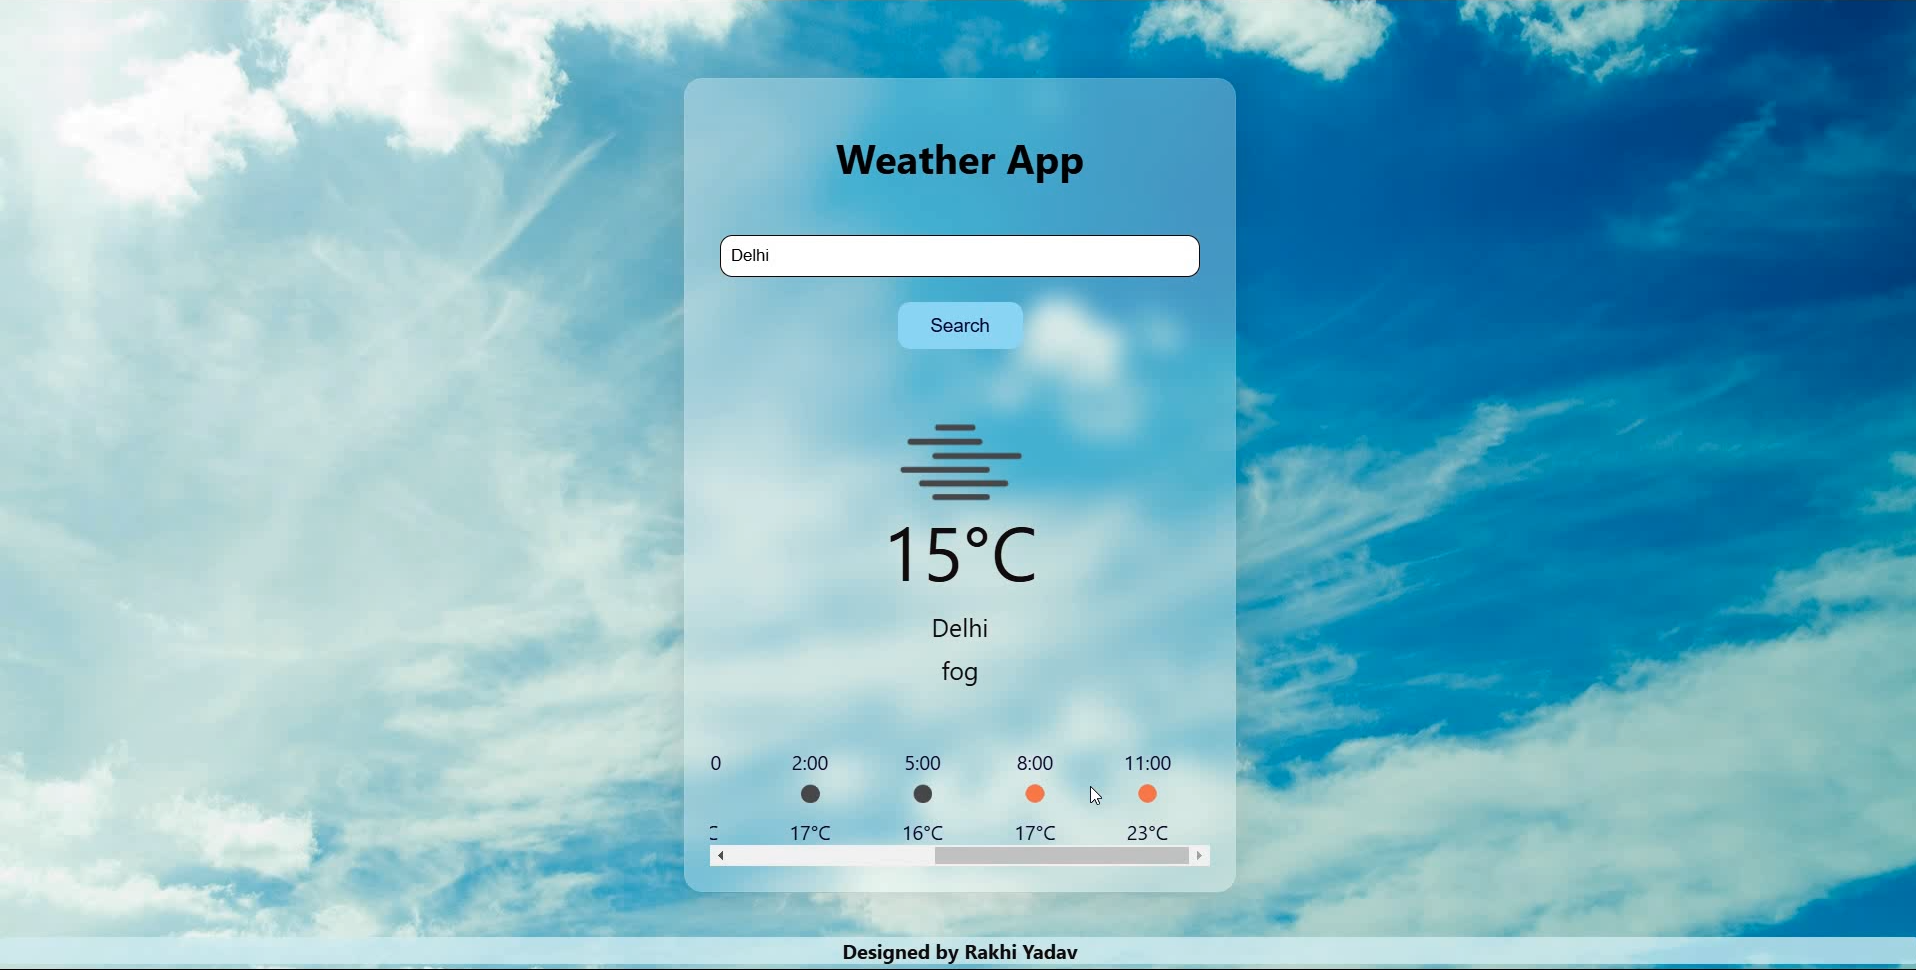 Weather App
Delhi
Search
15°C
Delhi
fog
0 2:00 5:00 8:00 11:00
C 17°C 16°C 17°C 23°C
Designed by Rakhi Yadav